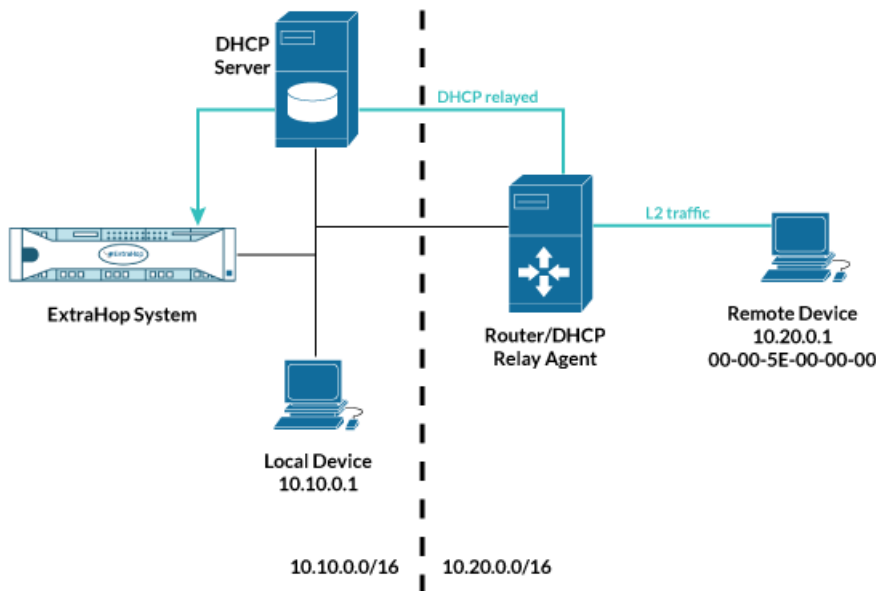 DHCP
Server
DHCP relayed
L2 traffic
ExtraHop
ExtraHop System
Router/DHCP
Relay Agent
Remote Device
10.20.0.1
00-00-5E-00-00-00
Local Device
10.10.0.1
10.10.0.0/16
10.20.0.0/16